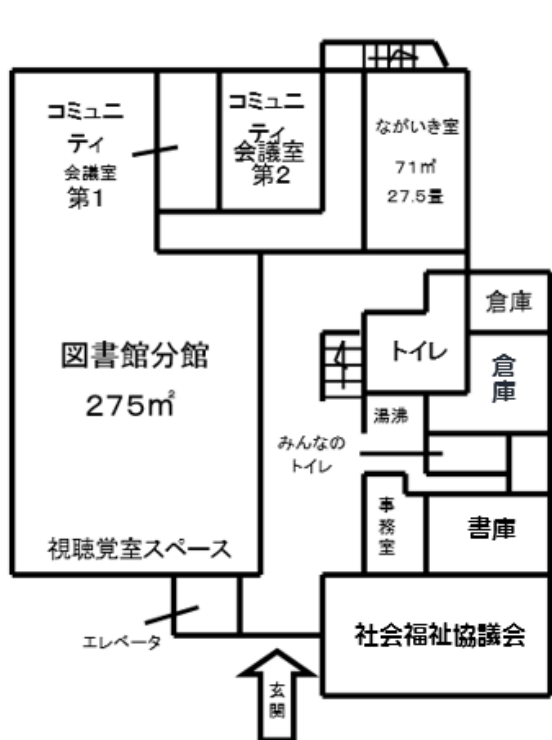 コミュニ
ティ
会議室
第1
コミュニ
ティ
会議室
第2
ながいき室
71㎡
27.5畳
倉庫
トイレ
倉
庫
図書館分館
275㎡
湯沸
みんなの
トイレ
事
務
室
書庫
視聴覚室スペース
エレベータ
社会福祉協議会
玄
関